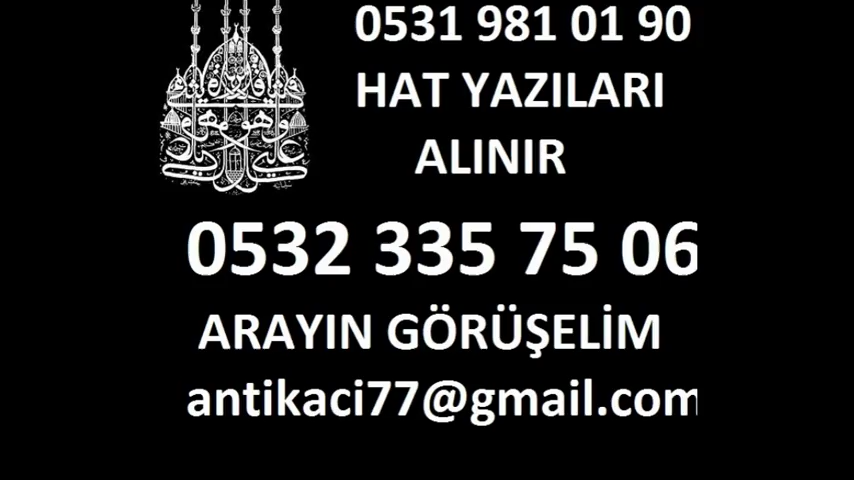 0531 981 01 90
HAT YAZILARI
ALINIR
0532 335 75 06
ARAYIN GÖRÜŞELİM
antikaci77@gmail.com